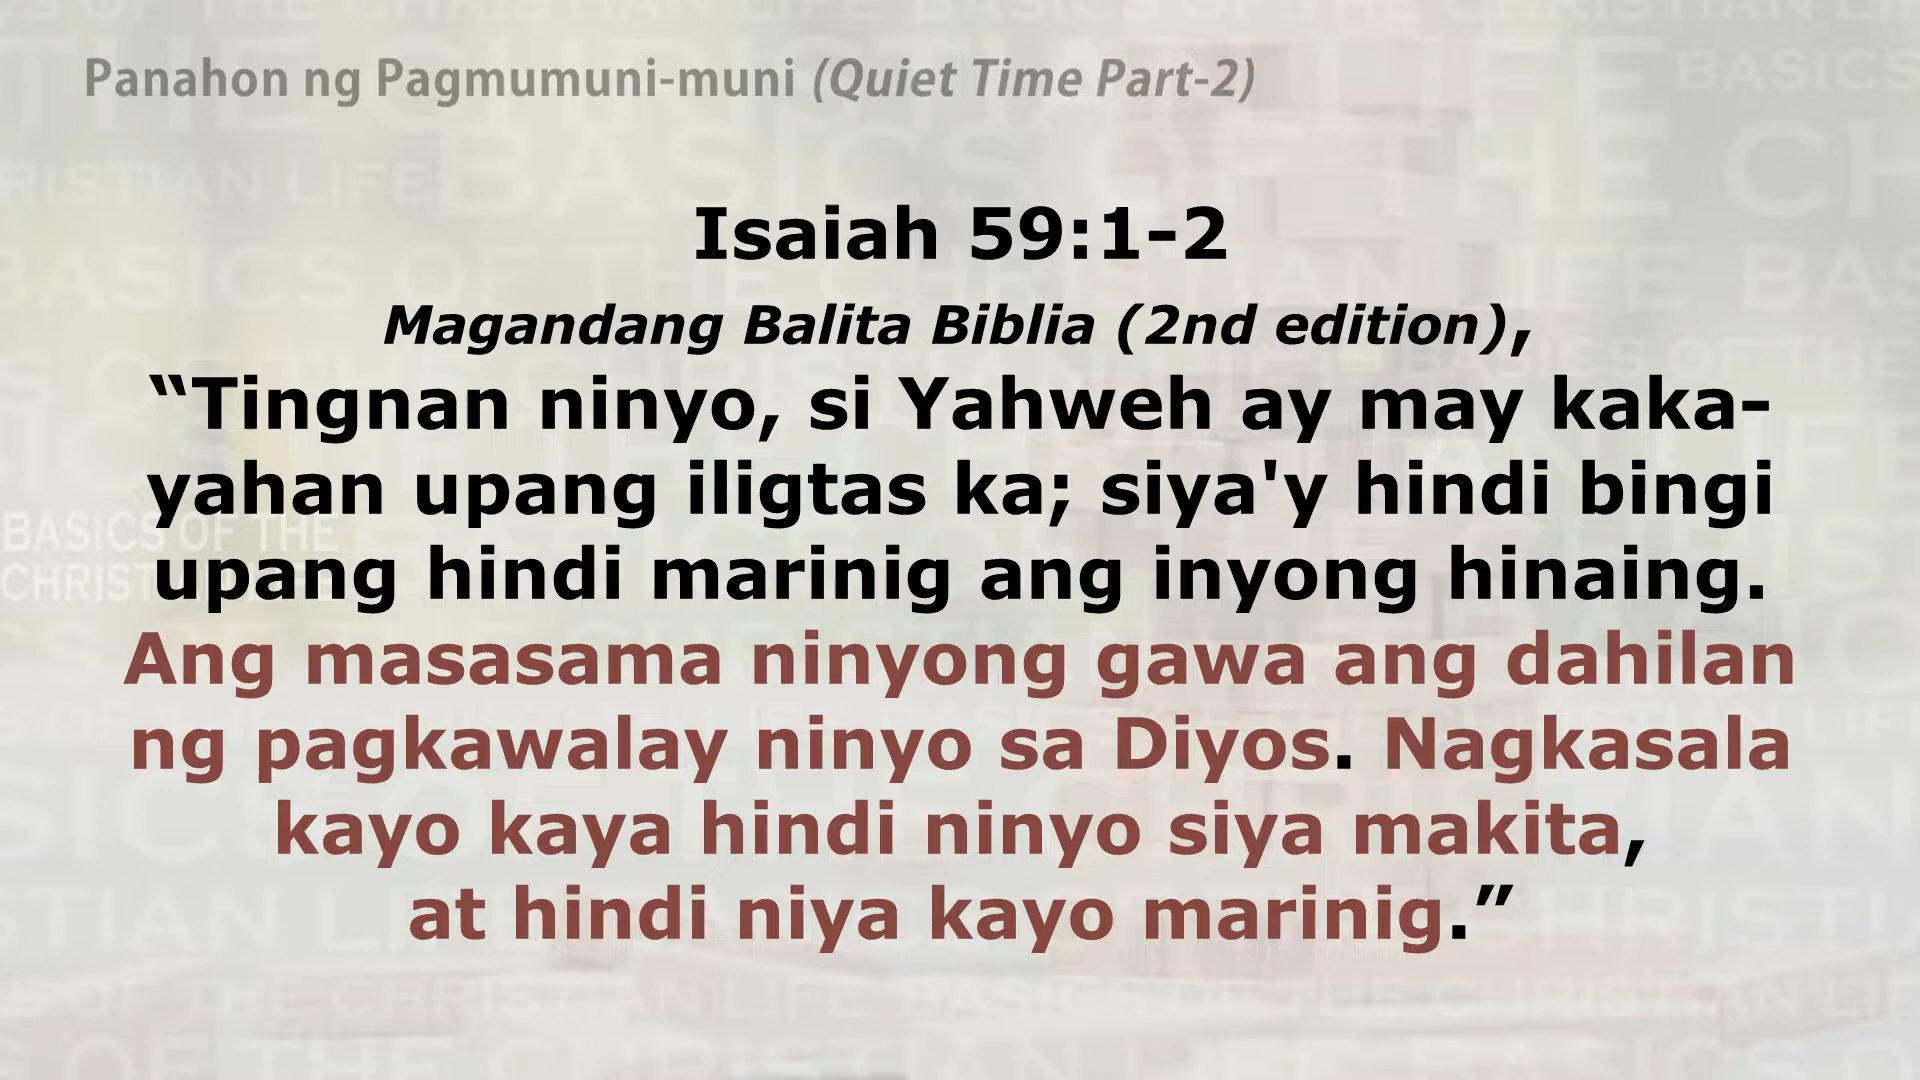 Panahon ng Pagmumuni-muni (Quiet Time Part-2)
Isaiah 59:1-2
Magandang Balita Biblia (2nd edition),
“Tingnan ninyo, si Yahweh ay may kaka-
yahan upang iligtas ka; siya'y hindi bingi
upang hindi marinig ang inyong hinaing.
Ang masasama ninyong gawa ang dahilan
ng pagkawalay ninyo sa Diyos. Nagkasala
kayo kaya hindi ninyo siya makita,
at hindi niya kayo marinig.”
BASICS OF THE